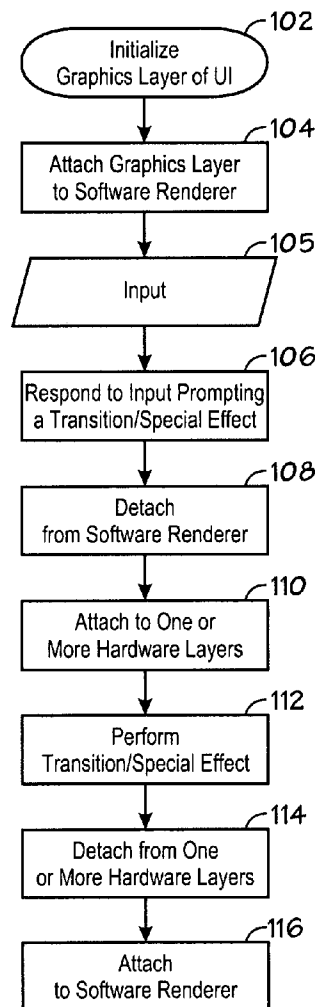 102
Initialize
Graphics Layer of UI
104
Attach Graphics Layer
to Software Renderer
105
Input
106
Respond to Input Prompting
a Transition/Special Effect
108
Detach
from Software Renderer
110
Attach to One or
More Hardware Layers
112
Perform
Transition/Special Effect
114
Detach from One
or More Hardware Layers
116
Attach
to Software Renderer